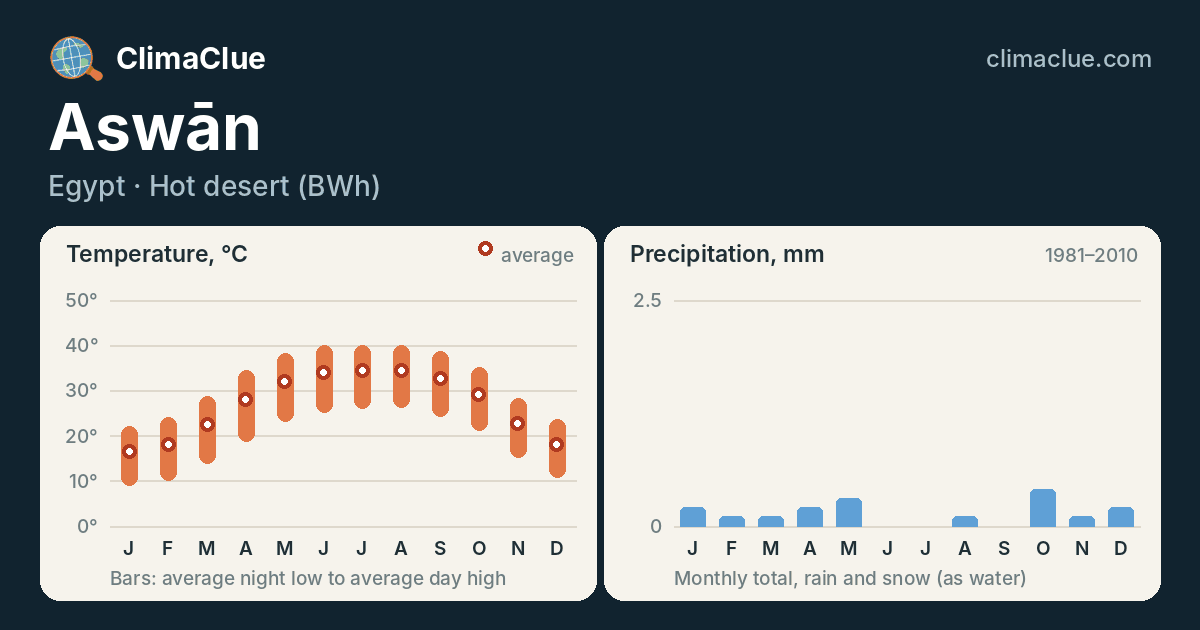 ClimaClue
climaclue.com
Aswān
Egypt · Hot desert (BWh)
Temperature, °C
average
50°
40°
30°
20°
10°
0°
J F M A M J J A S O N D
Bars: average night low to average day high
Precipitation, mm
1981–2010
2.5
0
J F M A M J J A S O N D
Monthly total, rain and snow (as water)